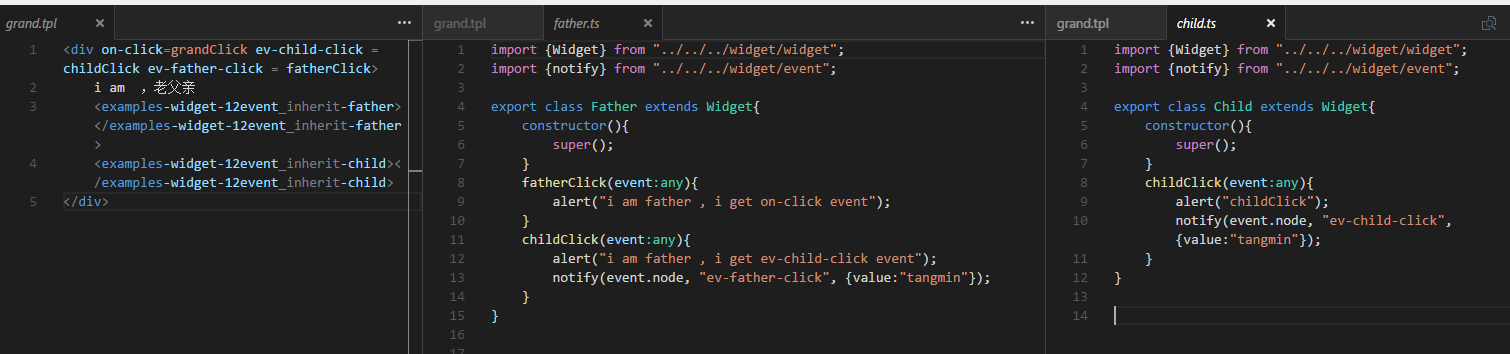 grand.tpl
1 <div on-click=grandClick ev-child-click =
childClick ev-father-click = fatherClick>
2 i am ，老父亲
3 <examples-widget-12event_inherit-father>
</examples-widget-12event_inherit-father
>
4 <examples-widget-12event_inherit-child><
/examples-widget-12event_inherit-child>
5 </div>
grand.tpl father.ts
1 import {Widget} from "../../../widget/widget";
2 import {notify} from "../../../widget/event";
3
4 export class Father extends Widget{
5 constructor(){
6 super();
7 }
8 fatherClick(event:any){
9 alert("i am father , i get on-click event");
10 }
11 childClick(event:any){
12 alert("i am father , i get ev-child-click event");
13 notify(event.node, "ev-father-click", {value:"tangmin"});
14 }
15 }
16
17
grand.tpl child.ts
1 import {Widget} from "../../../widget/widget";
2 import {notify} from "../../../widget/event";
3
4 export class Child extends Widget{
5 constructor(){
6 super();
7 }
8 childClick(event:any){
9 alert("childClick");
10 notify(event.node, "ev-child-click",
{value:"tangmin"});
11 }
12 }
13
14